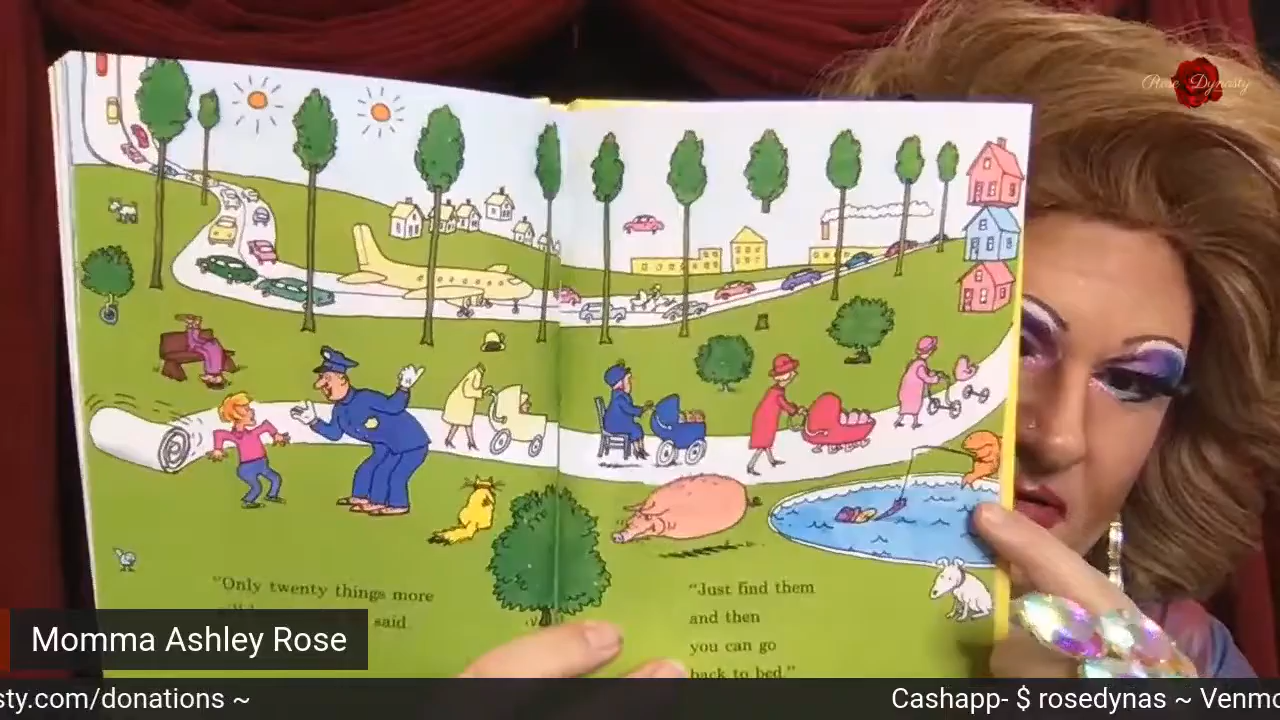 Rose Dynasty
"Only twenty things more
said.
"Just find them
and then
you can go
back to bed."
Momma Ashley Rose
sty.com/donations ~
Cashapp- $ rosedynas ~ Venmo